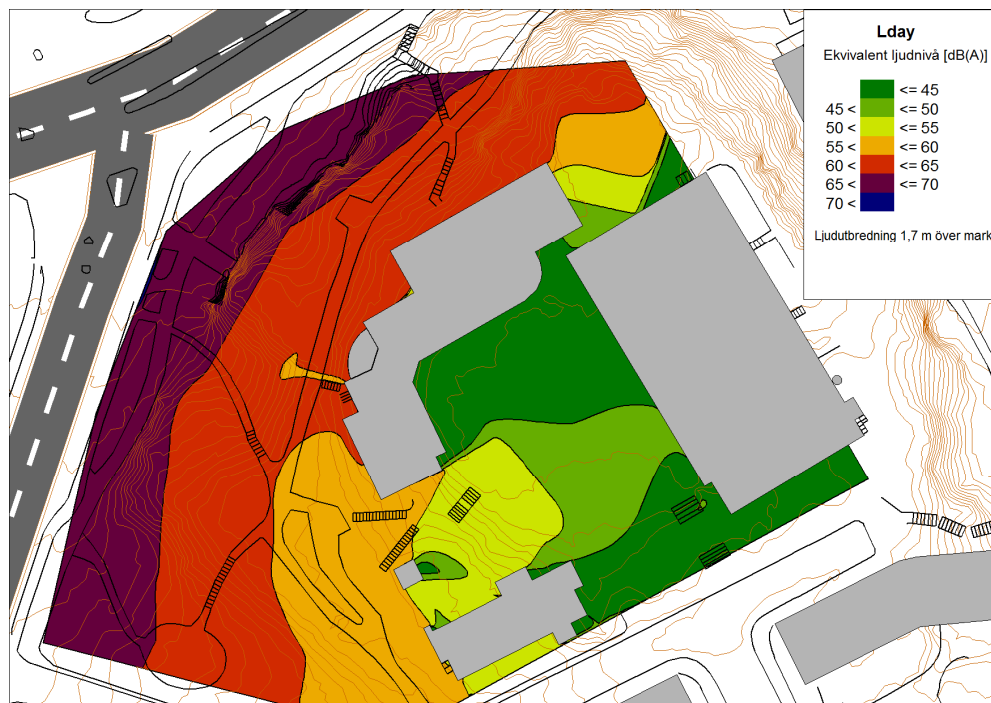 Lday
Ekvivalent ljudnivå [dB(A)]
<= 45
45 < <= 50
50 < <= 55
55 < <= 60
60 < <= 65
65 < <= 70
70 <
Ljudutbredning 1,7 m över mark